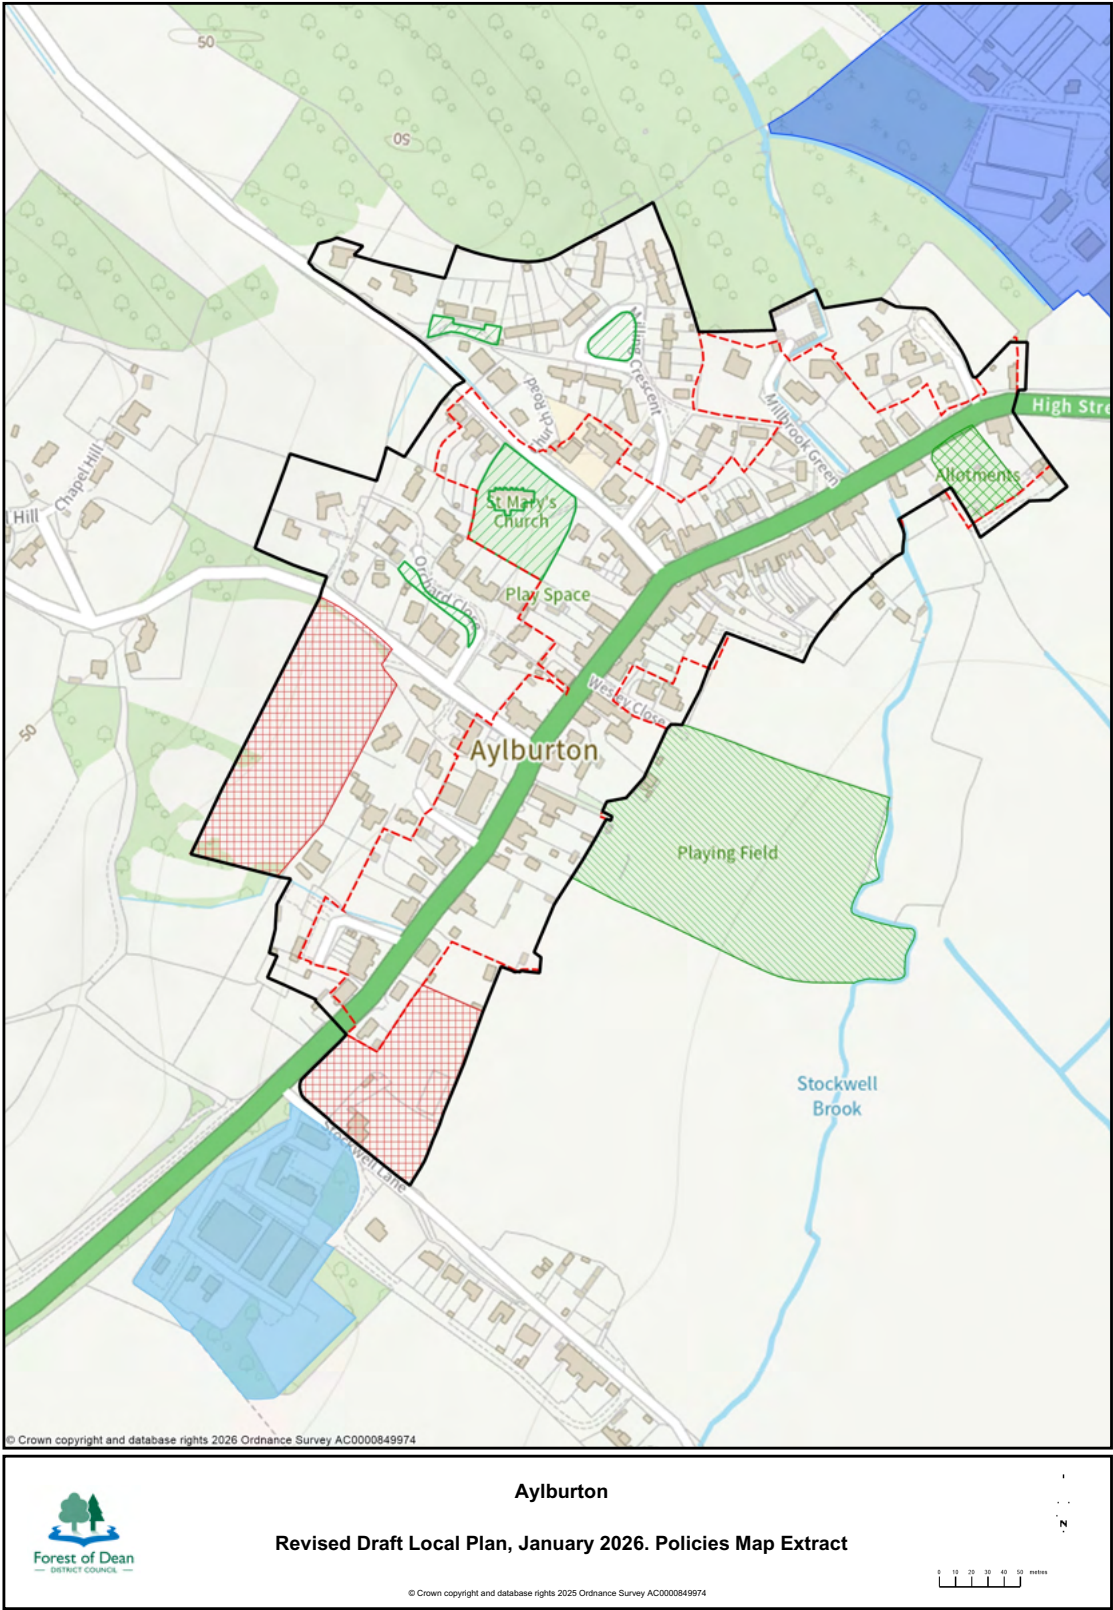 50
50
High Stre
Milling Crescent
Church Road
Millbrook Green
Allotments
Chapel Hill
l Hill
St Mary's
Church
Orchard Close
Play Space
Wesley Close
50
Aylburton
Playing Field
Stockwell
Brook
Stockwell Lane
© Crown copyright and database rights 2026 Ordnance Survey AC0000849974
Aylburton
Revised Draft Local Plan, January 2026. Policies Map Extract
Forest of Dean
DISTRICT COUNCIL
N
0 10 20 30 40 50 metres
© Crown copyright and database rights 2025 Ordnance Survey AC0000849974